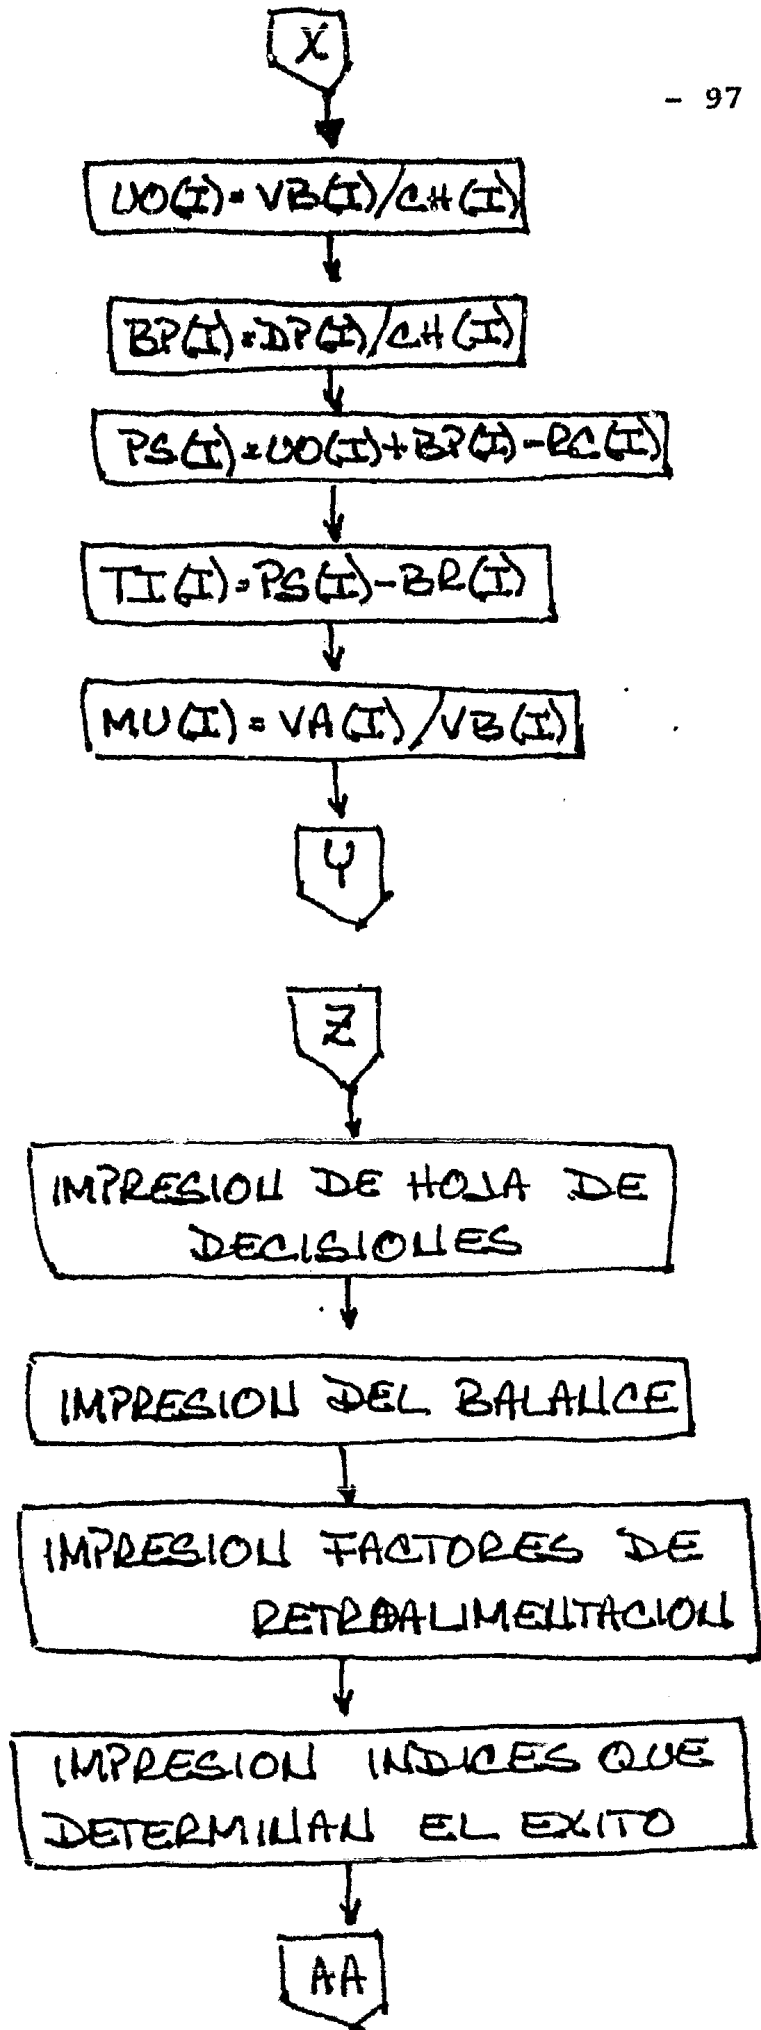 X
- 97
UO(I)=VB(I)/CH(I)
BP(I)=DP(I)/CH(I)
PS(I)=UO(I)+BP(I)-RC(I)
TI(I)=PS(I)-BR(I)
MU(I)=VA(I)/VB(I)
Y
Z
IMPRESION DE HOJA DE
DECISIONES
IMPRESION DEL BALANCE
IMPRESION FACTORES DE
RETROALIMENTACION
IMPRESION INDICES QUE
DETERMINAN EL EXITO
AA